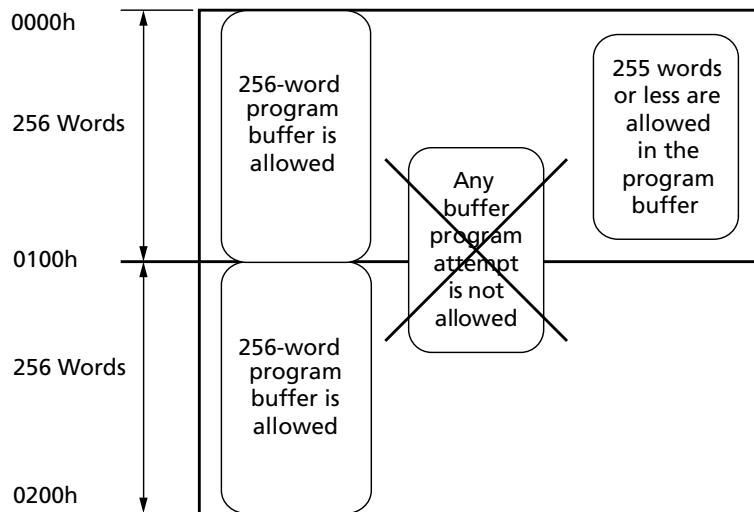 0000h
256 Words
256-word
program
buffer is
allowed
255 words
or less are
allowed
in the
program
buffer
Any
buffer
program
attempt
is not
allowed
0100h
256 Words
256-word
program
buffer is
allowed
0200h